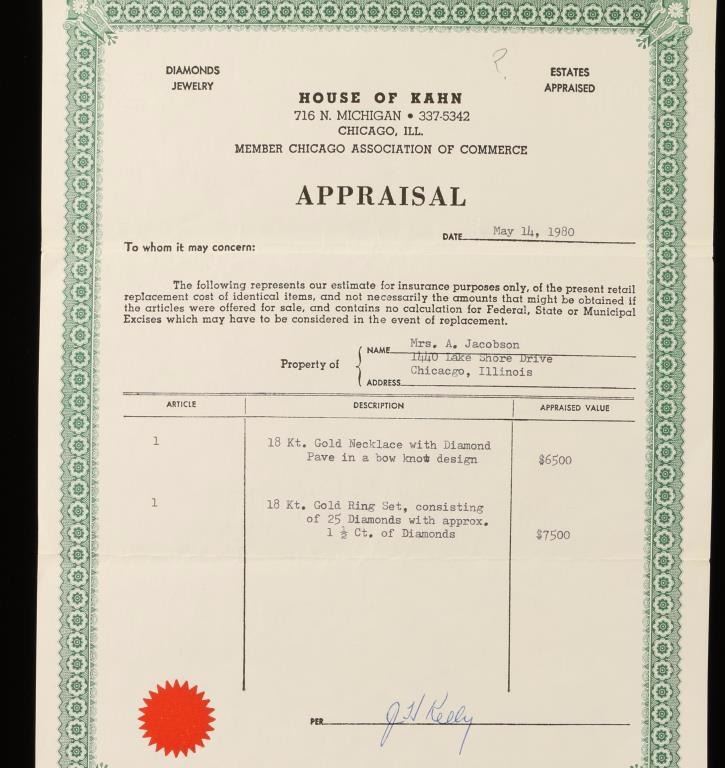 ?
DIAMONDS
JEWELRY
ESTATES
APPRAISED
HOUSE OF KAHN
716 N. MICHIGAN • 337-5342
CHICAGO, ILL.
MEMBER CHICAGO ASSOCIATION OF COMMERCE
APPRAISAL
DATE May 14, 1980
To whom it may concern:
The following represents our estimate for insurance purposes only, of the present retail
replacement cost of identical items, and not necessarily the amounts that might be obtained if
the articles were offered for sale, and contains no calculation for Federal, State or Municipal
Excises which may have to be considered in the event of replacement.
Property of
NAME Mrs. A. Jacobson
1440 Lake Shore Drive
Chicacgo, Illinois
ADDRESS
ARTICLE DESCRIPTION APPRAISED VALUE
1 18 Kt. Gold Necklace with Diamond
Pave in a bow knot design $6500
1 18 Kt. Gold Ring Set, consisting
of 25 Diamonds with approx.
1 ½ Ct. of Diamonds $7500
PER J H Kelly